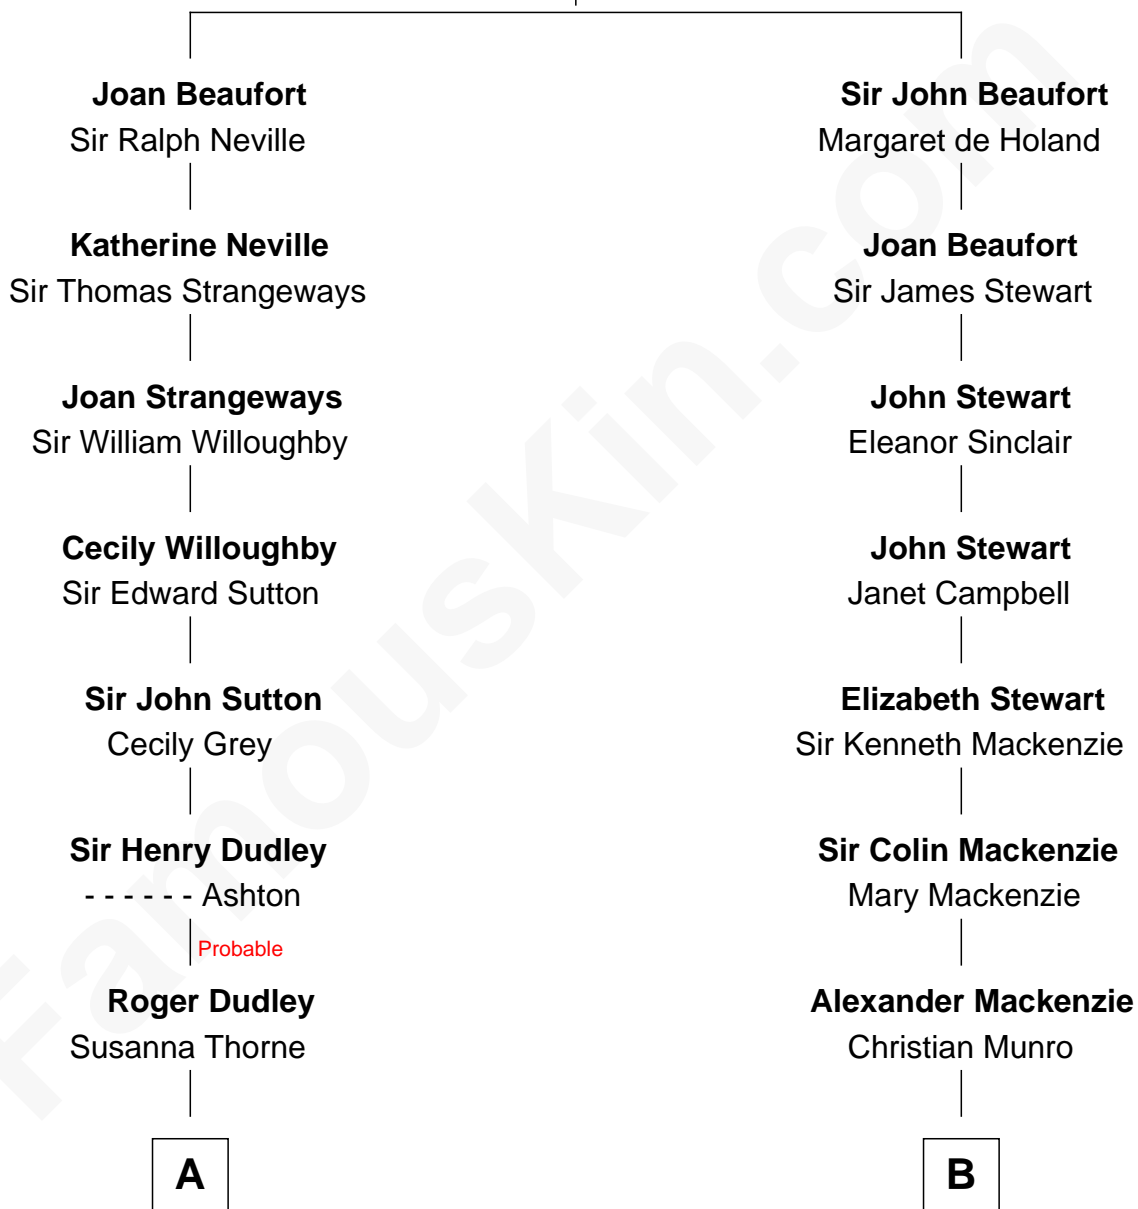 Joan Beaufort
Sir Ralph Neville
Katherine Neville
Sir Thomas Strangeways
Joan Strangeways
Sir William Willoughby
Cecily Willoughby
Sir Edward Sutton
Sir John Sutton
Cecily Grey
Sir Henry Dudley
- - - - - - Ashton
Probable
Roger Dudley
Susanna Thorne
A
Sir John Beaufort
Margaret de Holand
Joan Beaufort
Sir James Stewart
John Stewart
Eleanor Sinclair
John Stewart
Janet Campbell
Elizabeth Stewart
Sir Kenneth Mackenzie
Sir Colin Mackenzie
Mary Mackenzie
Alexander Mackenzie
Christian Munro
B
FamousKin.com